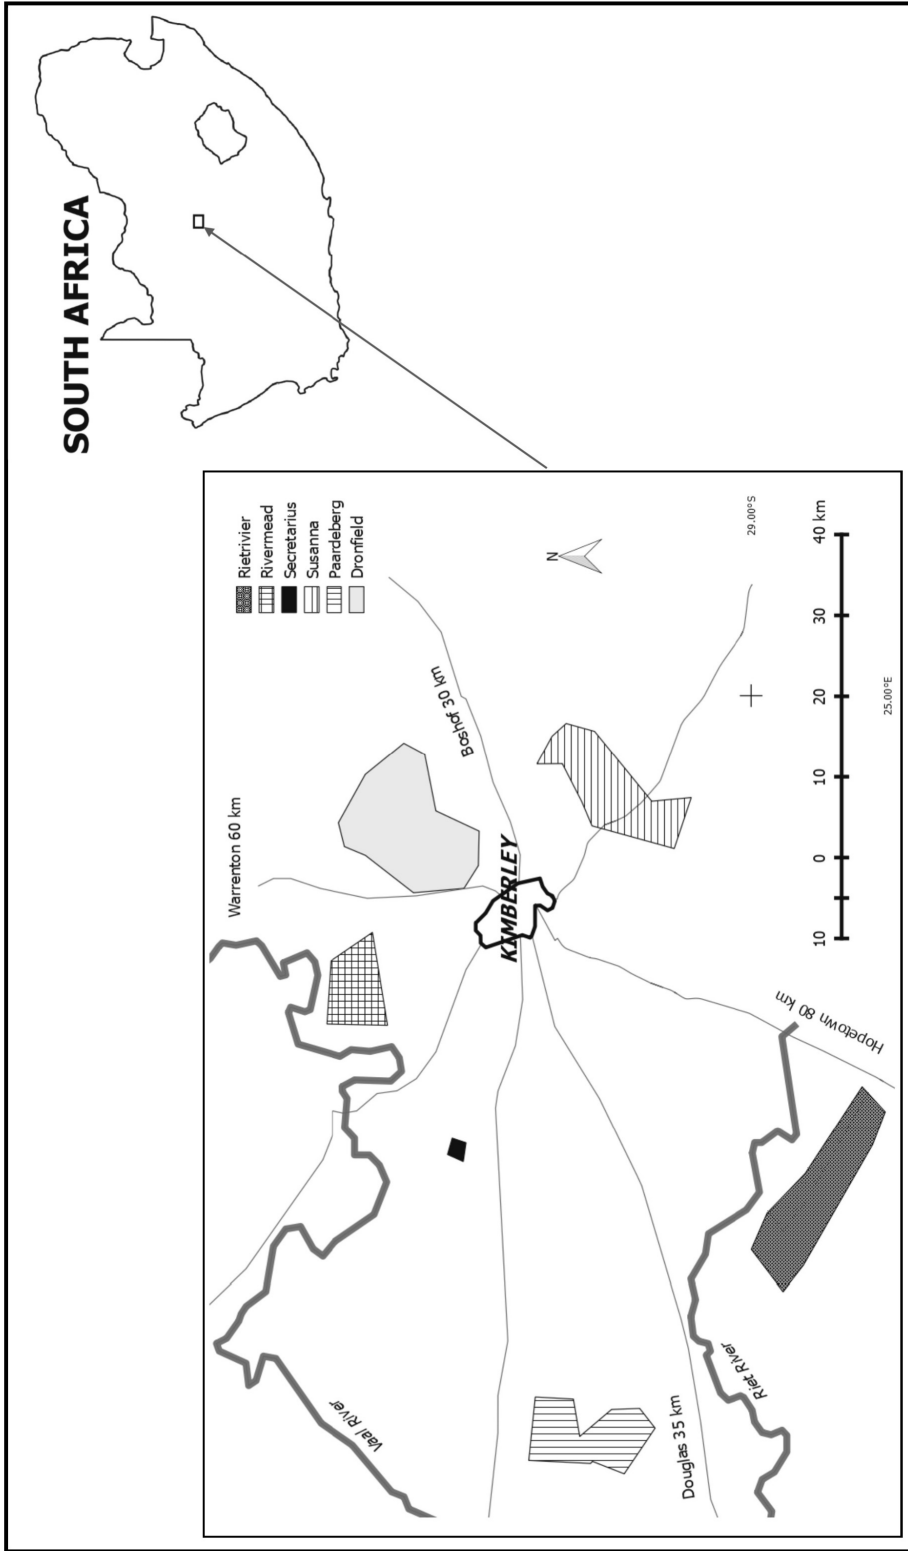 SOUTH AFRICA
Rietrivier
Rivermead
Secretarius
Susanna
Paardeberg
Dronfield
N
Warrenton 60 km
Boshof 30 km
KIMBERLEY
Vaal River
Douglas 35 km
Riet River
Hopetown 80 km
29.00°S
25.00°E
10 0 10 20 30 40 km